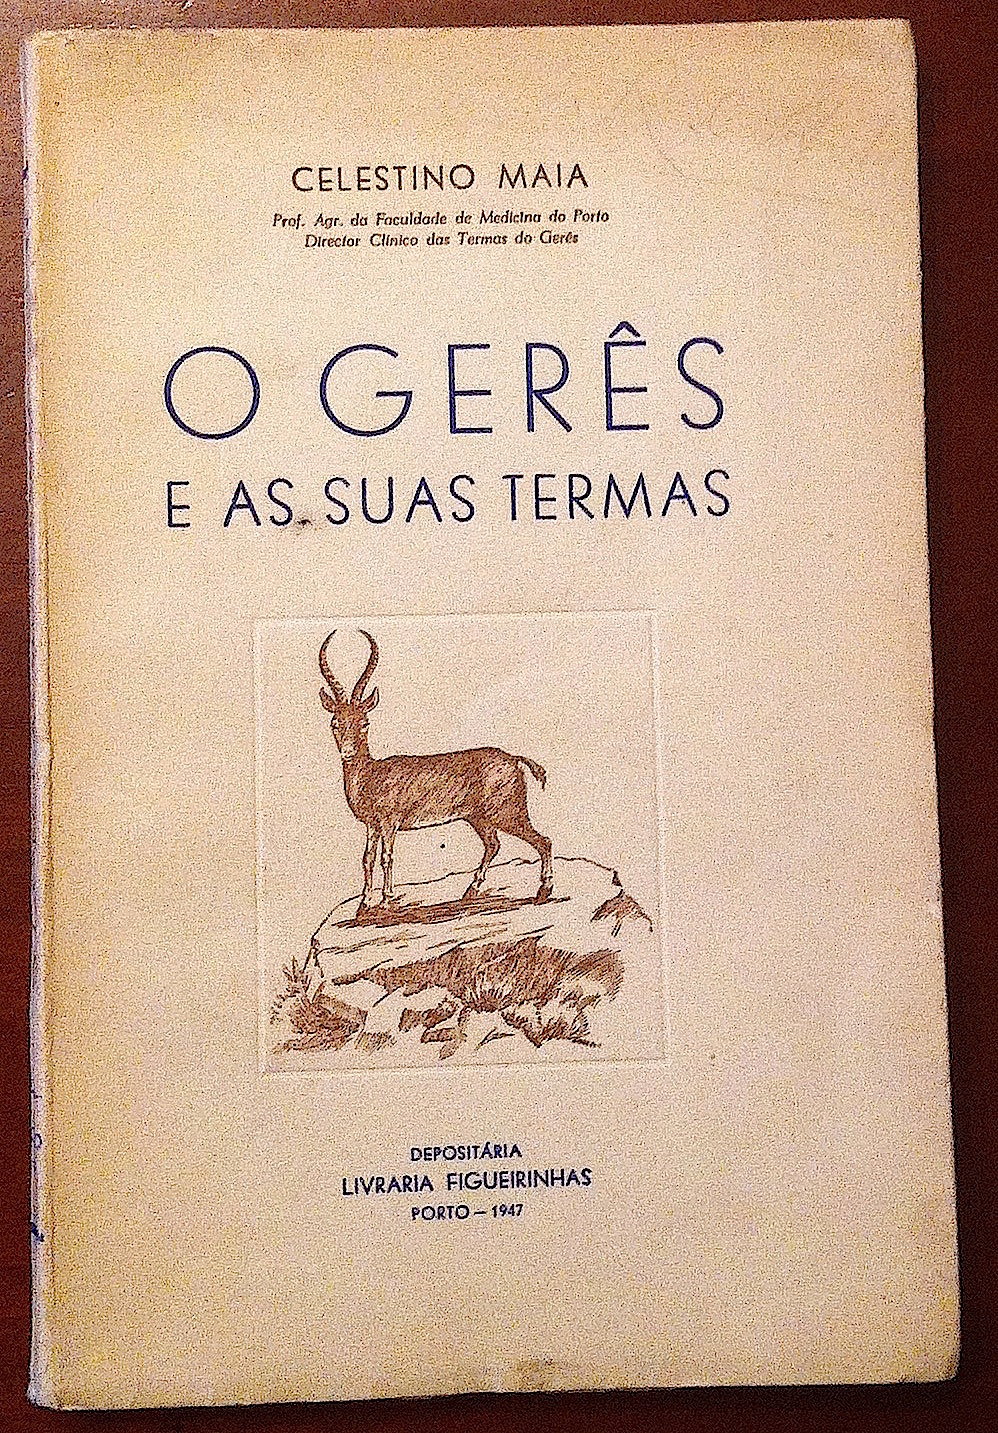 CELESTINO MAIA
Prof. Agr. da Faculdade de Medicina do Porto
Director Clínico das Termas do Gerês
O GERÊS
E AS SUAS TERMAS
DEPOSITÁRIA
LIVRARIA FIGUEIRINHAS
PORTO – 1947